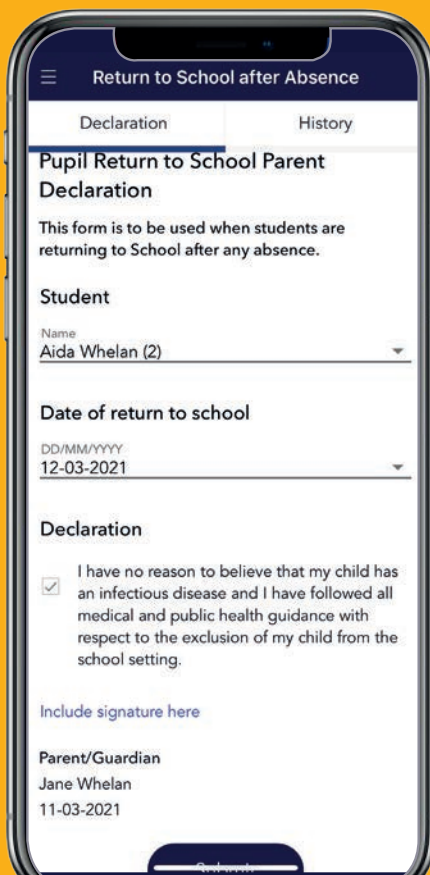 Return to School after Absence
Declaration
History
Pupil Return to School Parent
Declaration
This form is to be used when students are
returning to School after any absence.
Student
Name
Aida Whelan (2)
Date of return to school
DD/MM/YYYY
12-03-2021
Declaration
I have no reason to believe that my child has
an infectious disease and I have followed all
medical and public health guidance with
respect to the exclusion of my child from the
school setting.
Include signature here
Parent/Guardian
Jane Whelan
11-03-2021